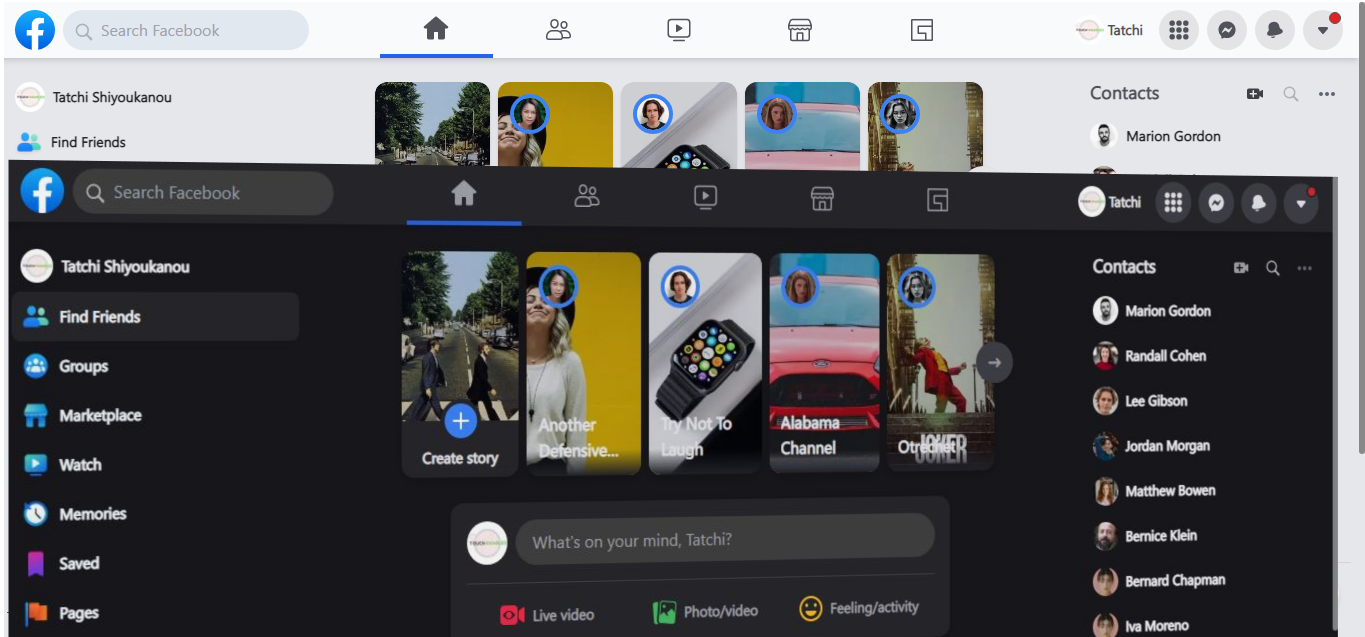 Search Facebook
Tatchi
Tatchi Shiyoukanou
Find Friends
Contacts
Marion Gordon
Search Facebook
Tatchi
Tatchi Shiyoukanou
Find Friends
Groups
Marketplace
Watch
Memories
Saved
Pages
Create story
Another
Defensive...
Try Not To
Laugh
Alabama
Channel
Otrechet
JOKER
What's on your mind, Tatchi?
Live video
Photo/video
Feeling/activity
Contacts
Marion Gordon
Randall Cohen
Lee Gibson
Jordan Morgan
Matthew Bowen
Bernice Klein
Bernard Chapman
Iva Moreno